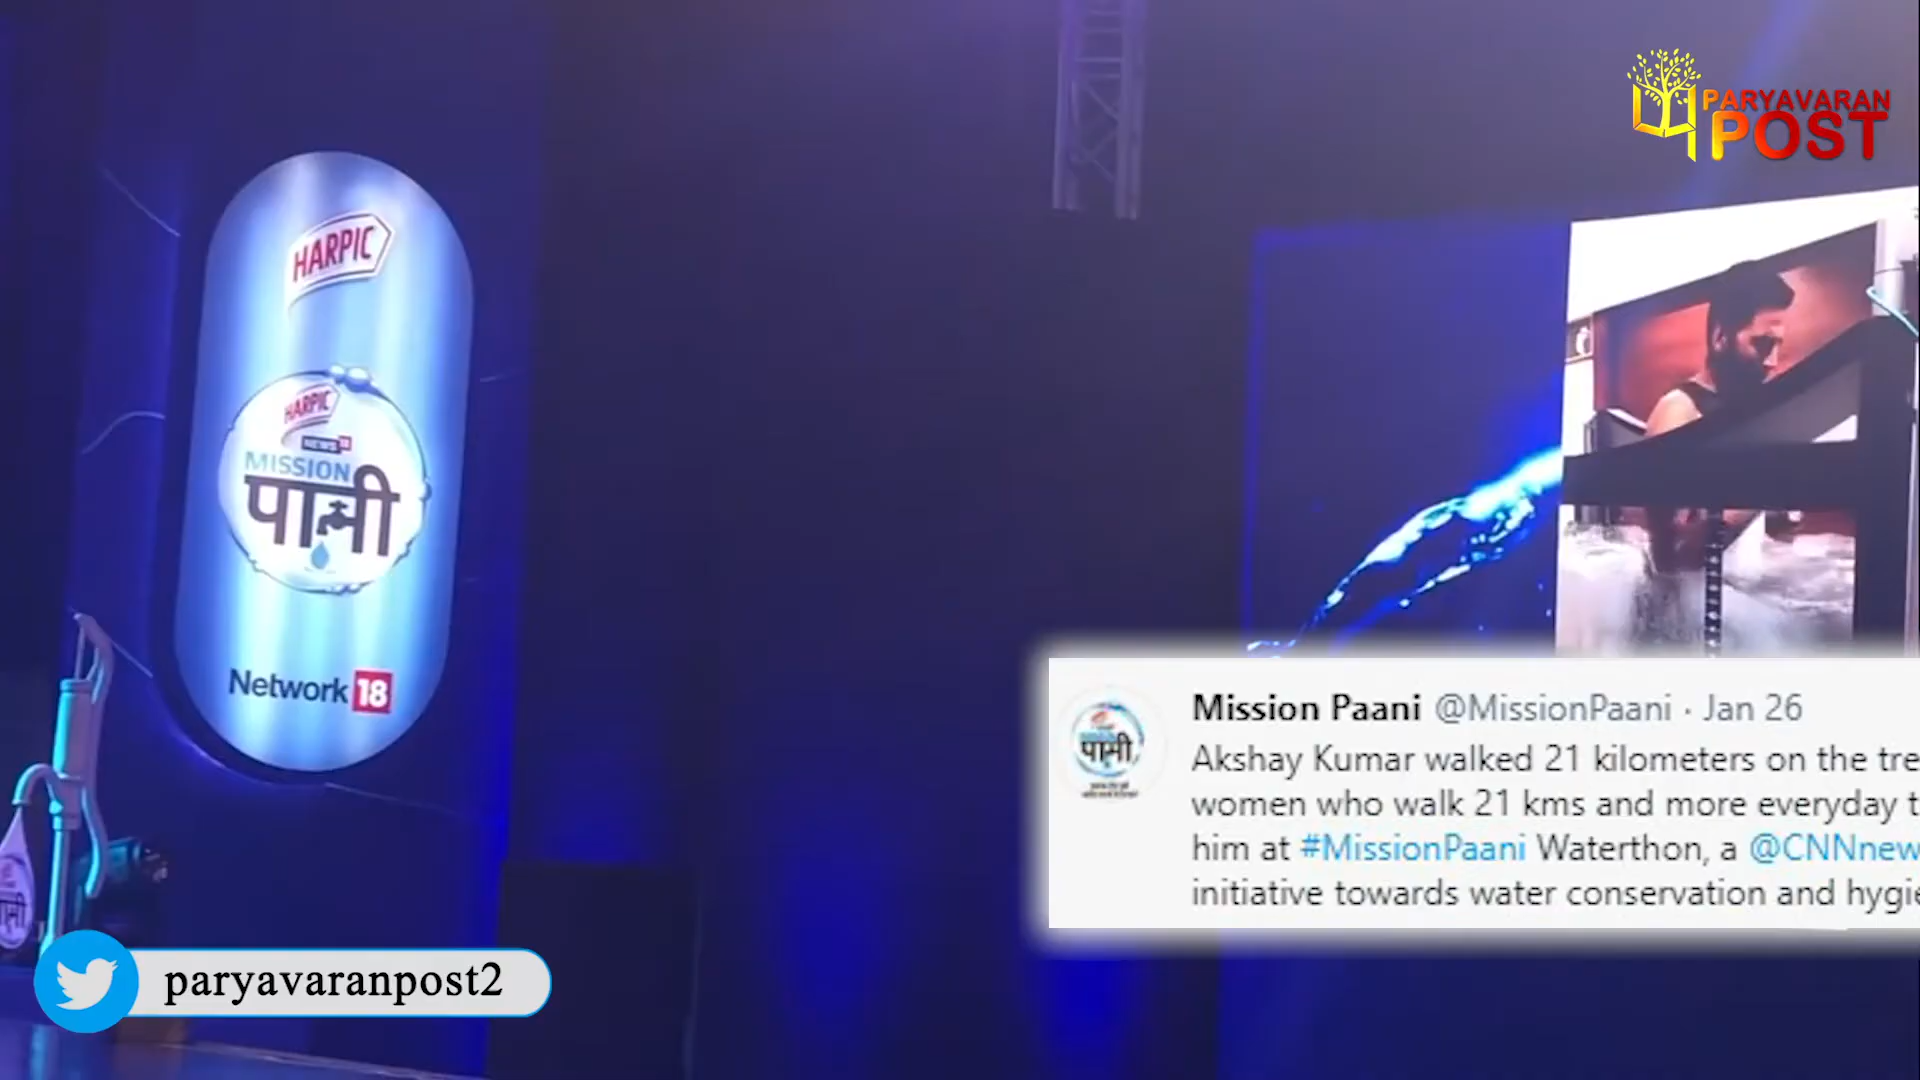 PARYAVARAN
POST
HARPIC
HARPIC
NEWS18
MISSION
पानी
Network 18
Mission Paani @MissionPaani · Jan 26
Akshay Kumar walked 21 kilometers on the tre
women who walk 21 kms and more everyday t
him at #MissionPaani Waterthon, a @CNNnew
initiative towards water conservation and hygie
पानी
paryavaranpost2